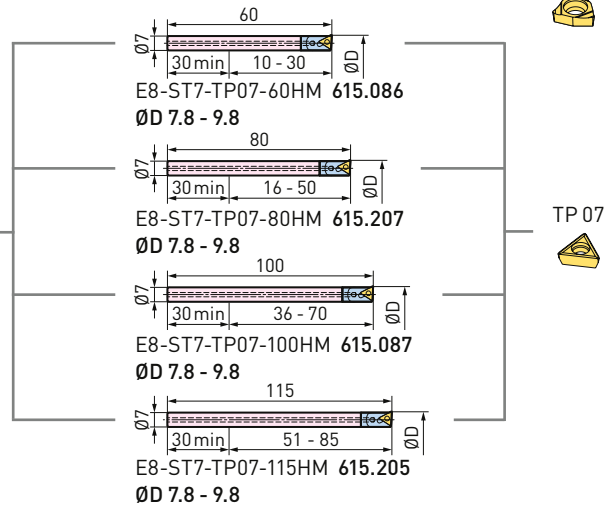 60
Ø7
30 min
10 - 30
ØD
E8-ST7-TP07-60HM 615.086
ØD 7.8 - 9.8
80
Ø7
30 min
16 - 50
ØD
E8-ST7-TP07-80HM 615.207
ØD 7.8 - 9.8
TP 07
100
Ø7
30 min
36 - 70
ØD
E8-ST7-TP07-100HM 615.087
ØD 7.8 - 9.8
115
Ø7
30 min
51 - 85
ØD
E8-ST7-TP07-115HM 615.205
ØD 7.8 - 9.8